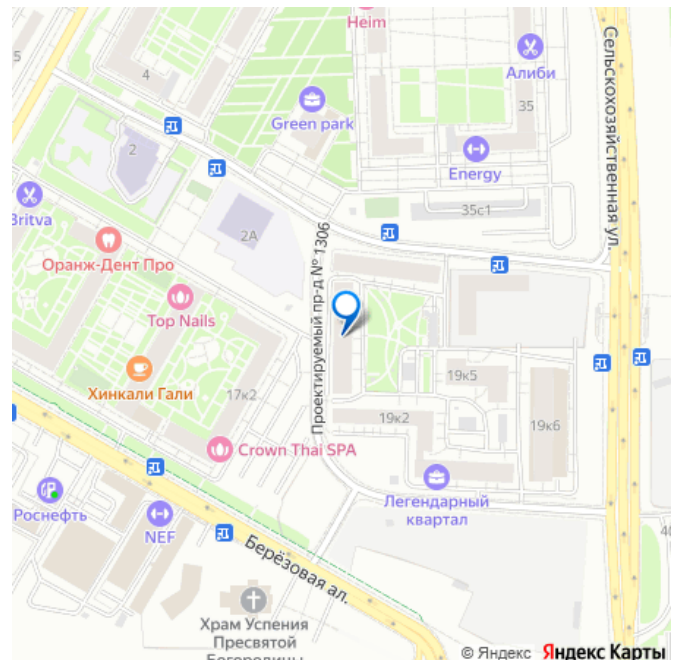 Heim
5
4
Алиби
35
Green park
2
Energy
Сельскохозяйственная ул.
Britva
35с1
2А
Оранж-Дент Про
Проектируемый пр-д № 1306
Top Nails
Хинкали Гали
17к2
19к5
19к2
19к6
Crown Thai SPA
Легендарный
квартал
Роснефть
NEF
40
Берёзовая ал.
Храм Успения
Пресвятой
Богородицы
© Яндекс Яндекс Карты